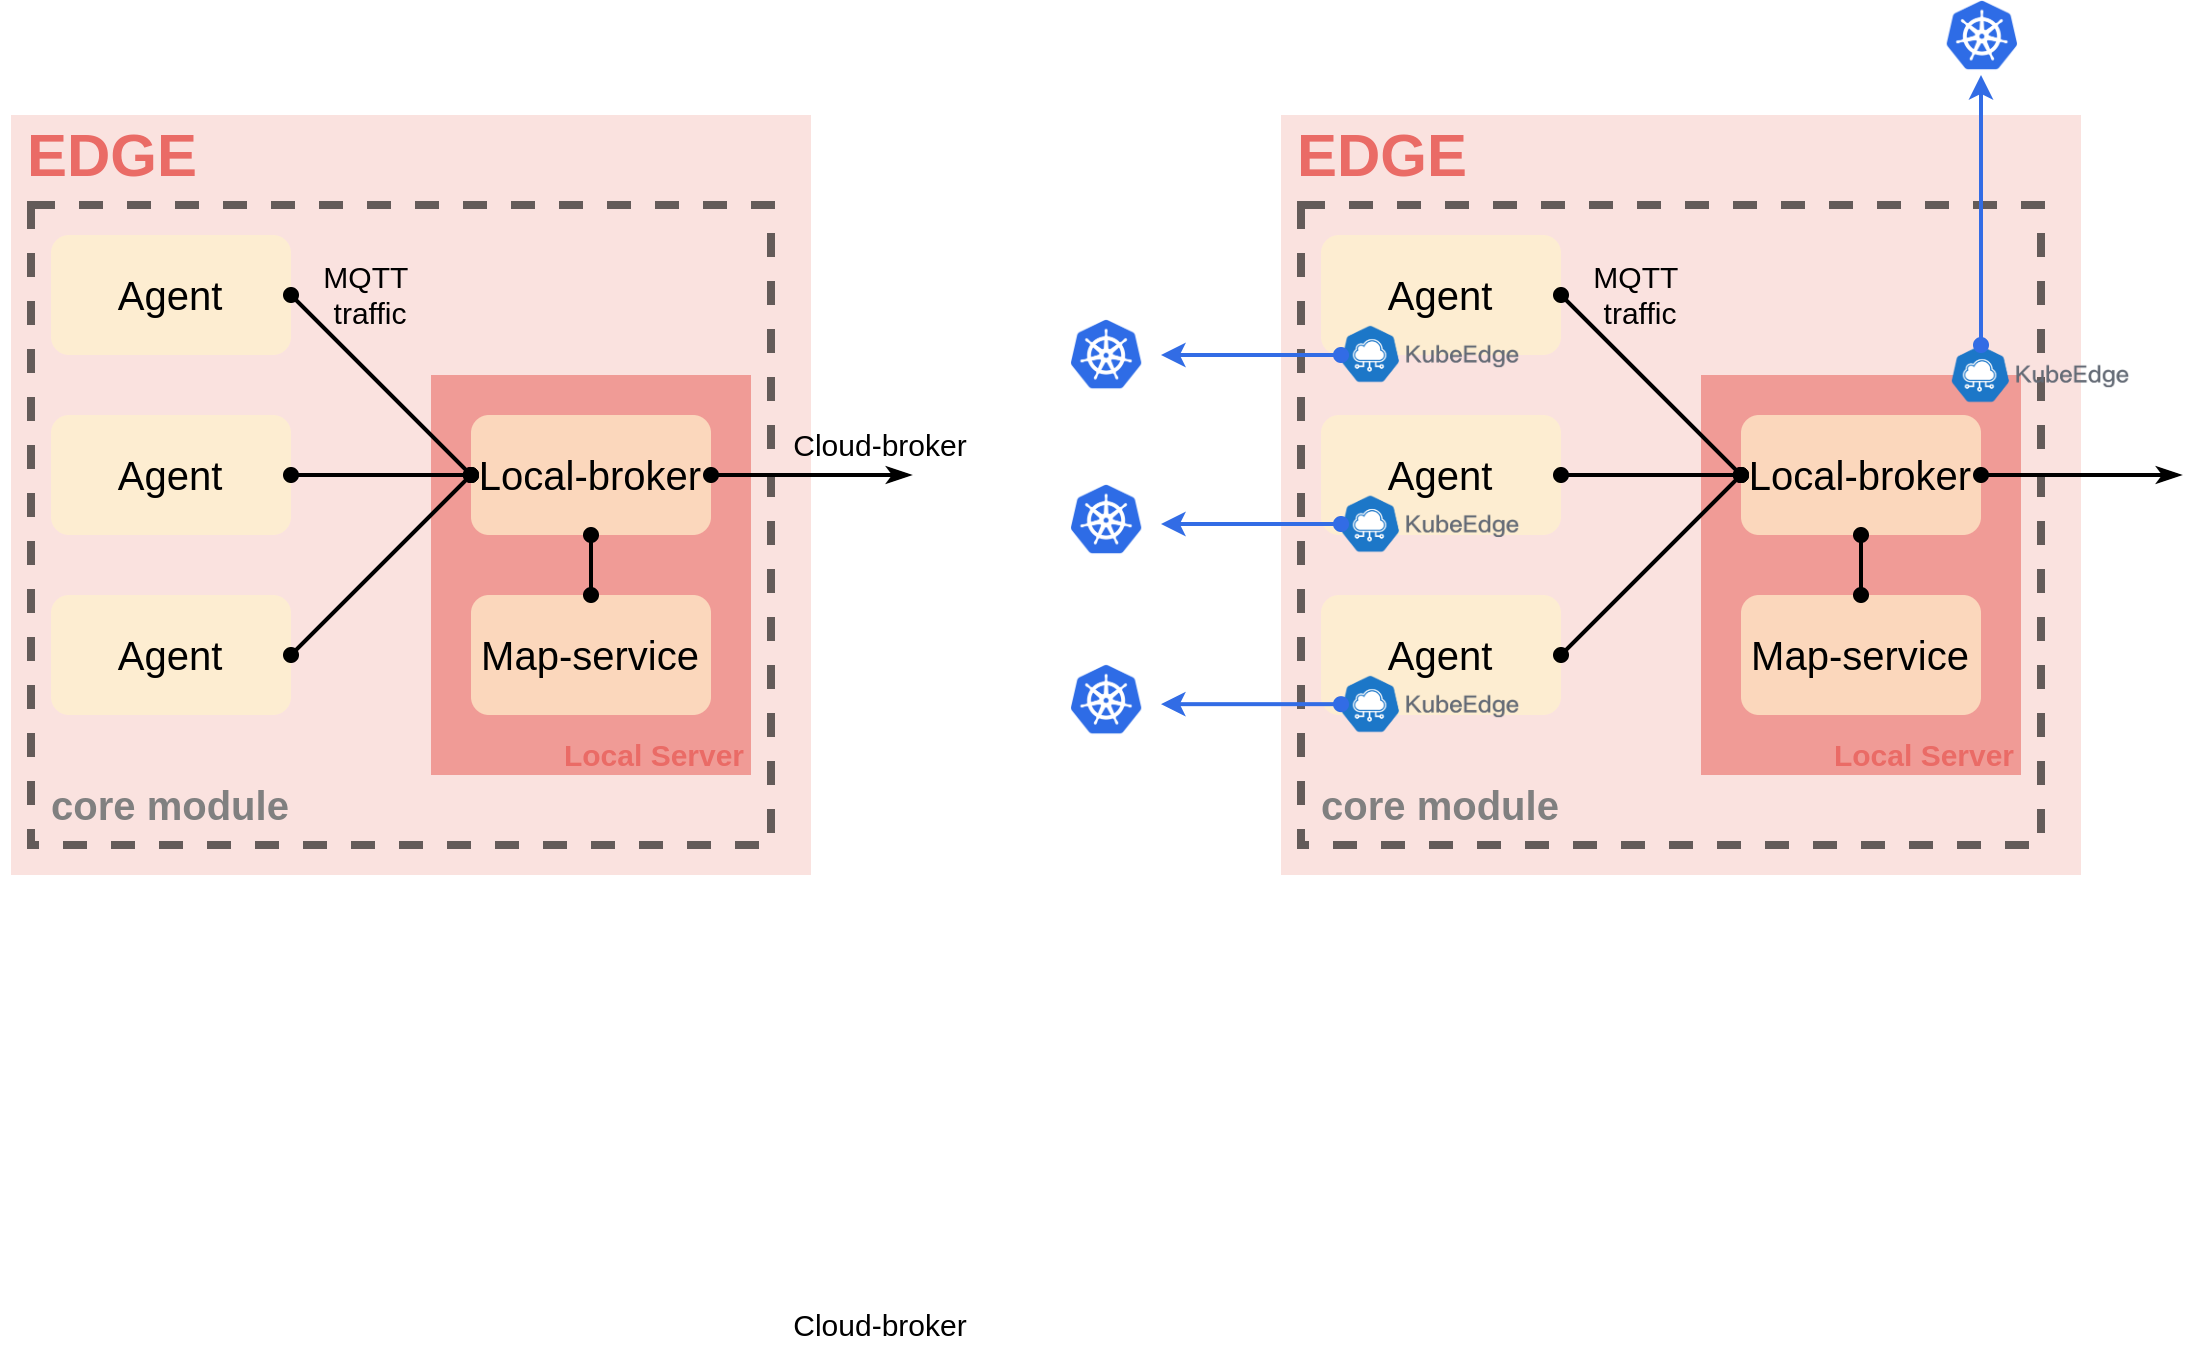 EDGE
Agent
MQTT
traffic
Agent
Local-broker
Cloud-broker
Agent
Map-service
Local Server
core module
EDGE
Agent
MQTT
traffic
KubeEdge
KubeEdge
Agent
Local-broker
KubeEdge
Agent
Map-service
KubeEdge
Local Server
core module
Cloud-broker